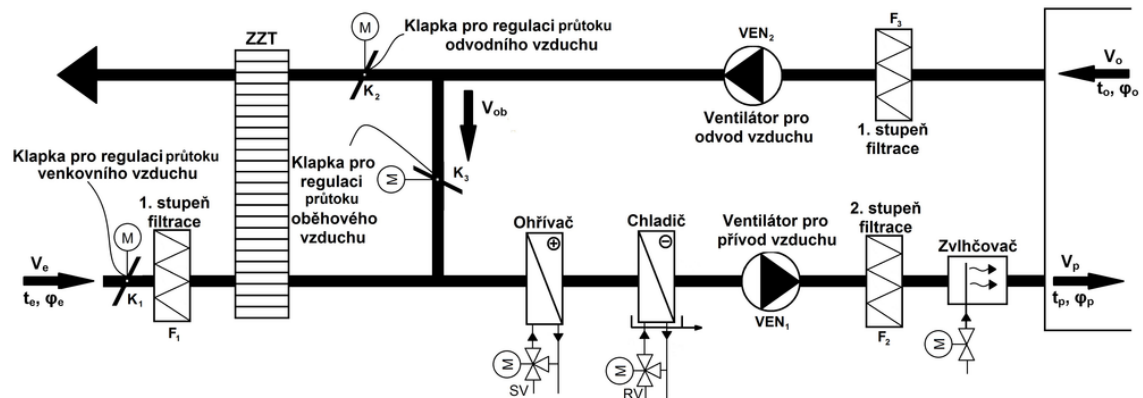 ZZT
M
Klapka pro regulaci průtoku
odvodního vzduchu
K2
VEN2
Ventilátor pro
odvod vzduchu
F3
1. stupeň
filtrace
Vo
to, φo
Vob
Klapka pro regulaci průtoku
venkovního vzduchu
M
K1
1. stupeň
filtrace
F1
Ve
te, φe
Klapka pro
regulaci
průtoku
oběhového
vzduchu
M
K3
Ohřívač
M
SV
Chladič
M
RV
Ventilátor pro
přívod vzduchu
VEN1
2. stupeň
filtrace
F2
Zvlhčovač
M
Vp
tp, φp